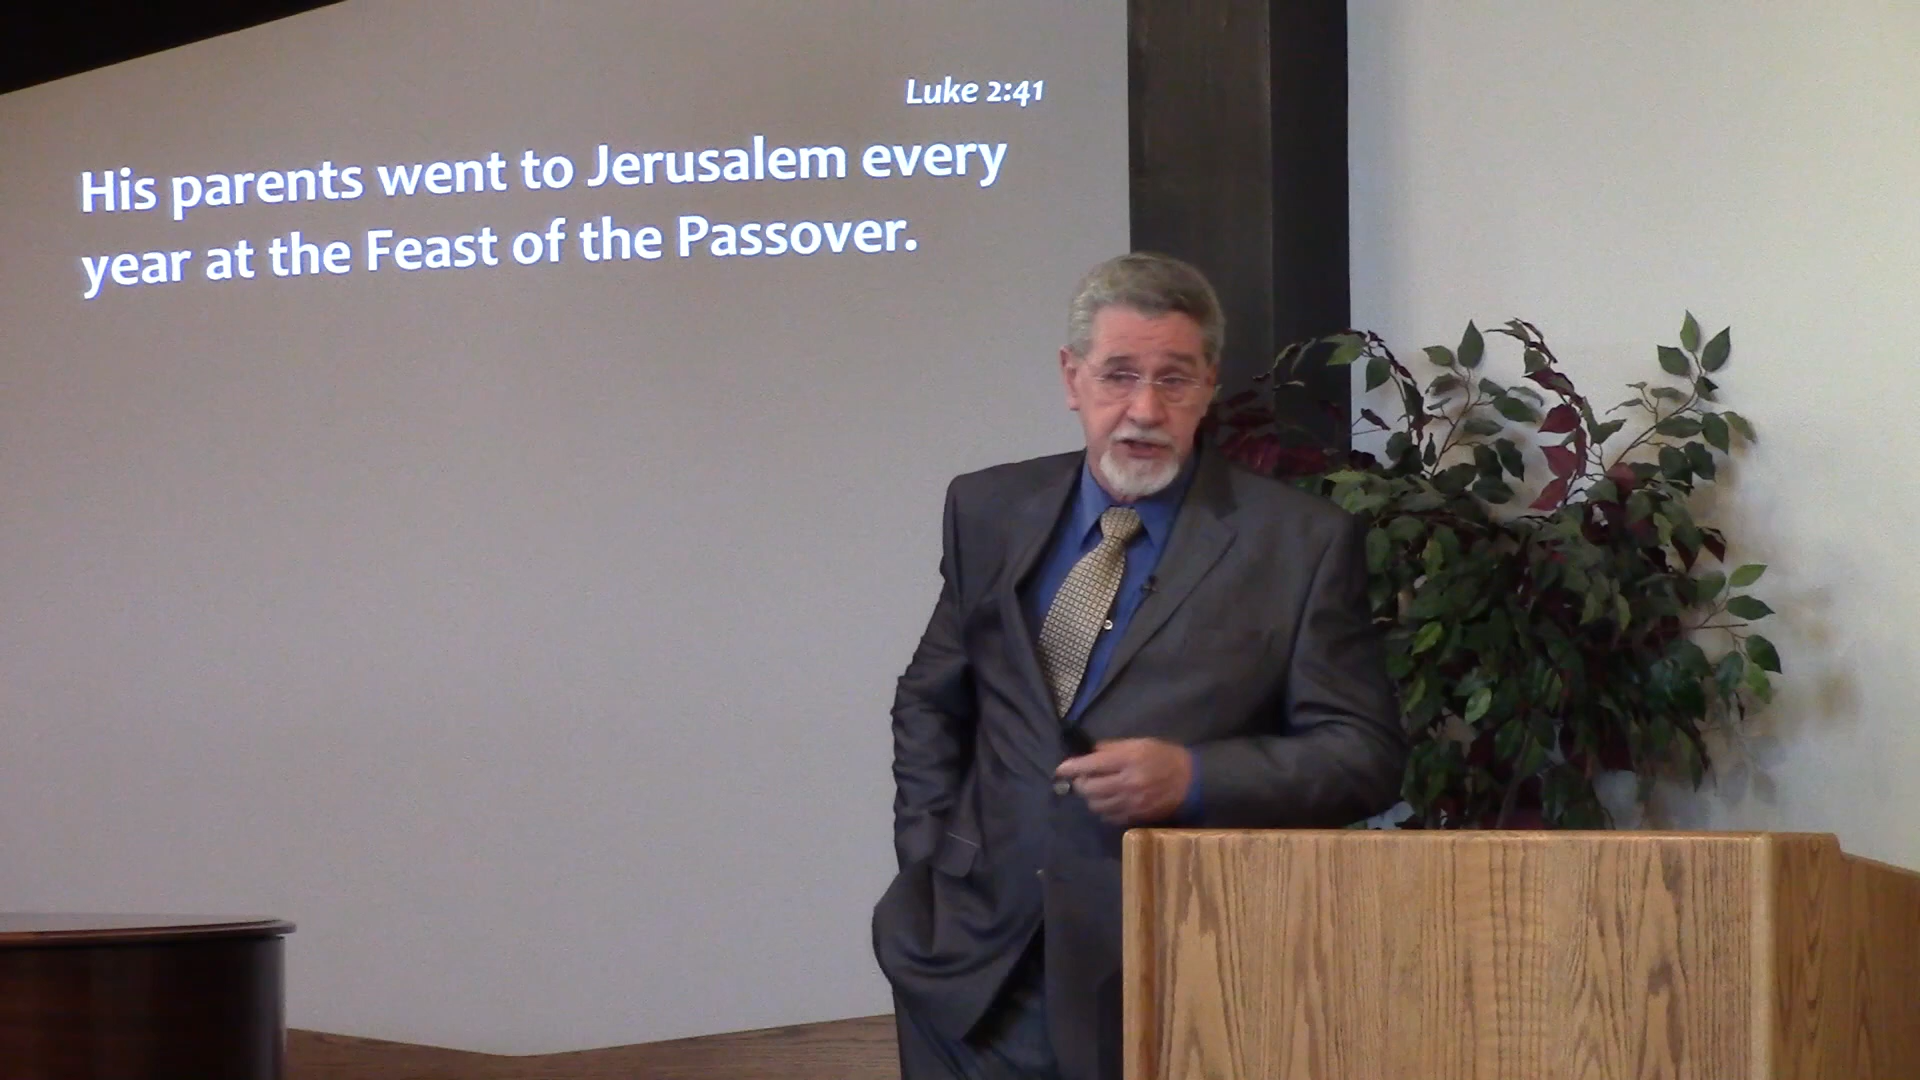 Luke 2:41
His parents went to Jerusalem every
year at the Feast of the Passover.